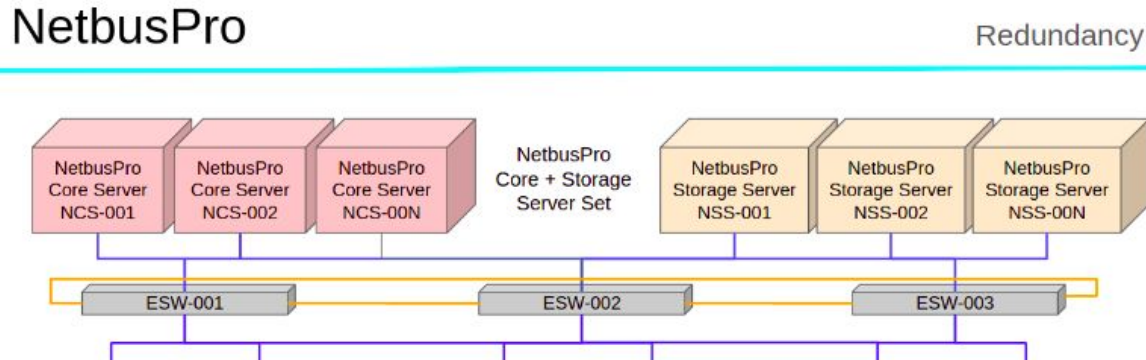 NetbusPro
Redundancy
NetbusPro
Core Server
NCS-001
NetbusPro
Core Server
NCS-002
NetbusPro
Core Server
NCS-00N
NetbusPro
Core + Storage
Server Set
NetbusPro
Storage Server
NSS-001
NetbusPro
Storage Server
NSS-002
NetbusPro
Storage Server
NSS-00N
ESW-001
ESW-002
ESW-003